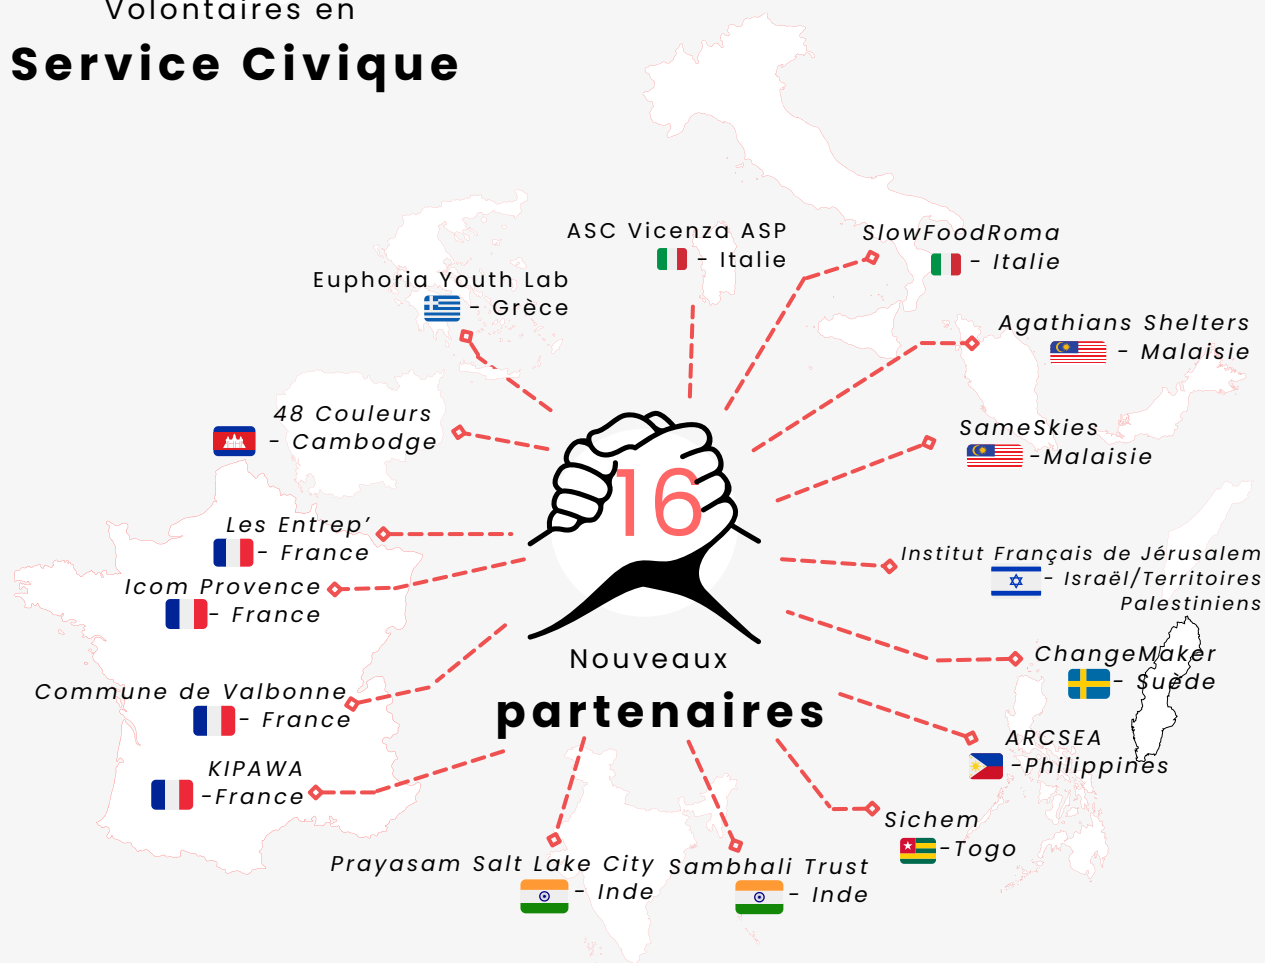 Volontaires en
Service Civique
ASC Vicenza ASP
- Italie
SlowFoodRoma
- Italie
Euphoria Youth Lab
- Grèce
Agathians Shelters
- Malaisie
48 Couleurs
- Cambodge
SameSkies
-Malaisie
16
Les Entrep’
- France
Institut Français de Jérusalem
- Israël/Territoires
Palestiniens
Icom Provence
- France
Nouveaux
partenaires
ChangeMaker
- Suède
Commune de Valbonne
- France
ARCSEA
-Philippines
KIPAWA
-France
Sichem
-Togo
Prayasam Salt Lake City
- Inde
Sambhali Trust
- Inde